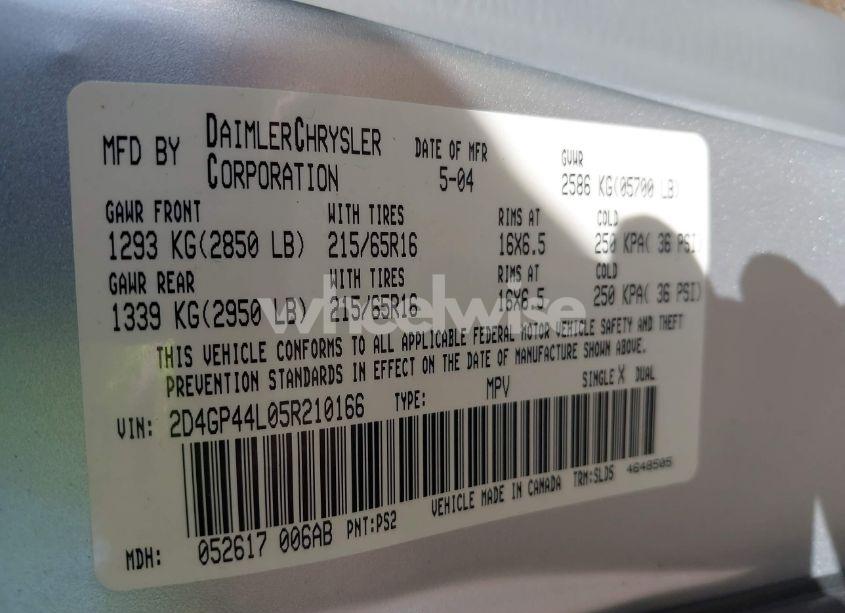 MFD BY DAIMLERCHRYSLER CORPORATION DATE OF MFR 5-04 GVWR 2586 KG(05700 LB)
GAWR FRONT WITH TIRES RIMS AT COLD
1293 KG(2850 LB) 215/65R16 16X6.5 250 KPA( 36 PSI)
GAWR REAR WITH TIRES RIMS AT COLD
1339 KG(2950 LB) 215/65R16 16X6.5 250 KPA( 36 PSI)
wheelwise
THIS VEHICLE CONFORMS TO ALL APPLICABLE FEDERAL MOTOR VEHICLE SAFETY AND THEFT
PREVENTION STANDARDS IN EFFECT ON THE DATE OF MANUFACTURE SHOWN ABOVE.
VIN: 2D4GP44L05R210166 TYPE: MPV SINGLE X DUAL
VEHICLE MADE IN CANADA TRM:SLD5 4648505
MDH: 052617 006AB PNT:PS2